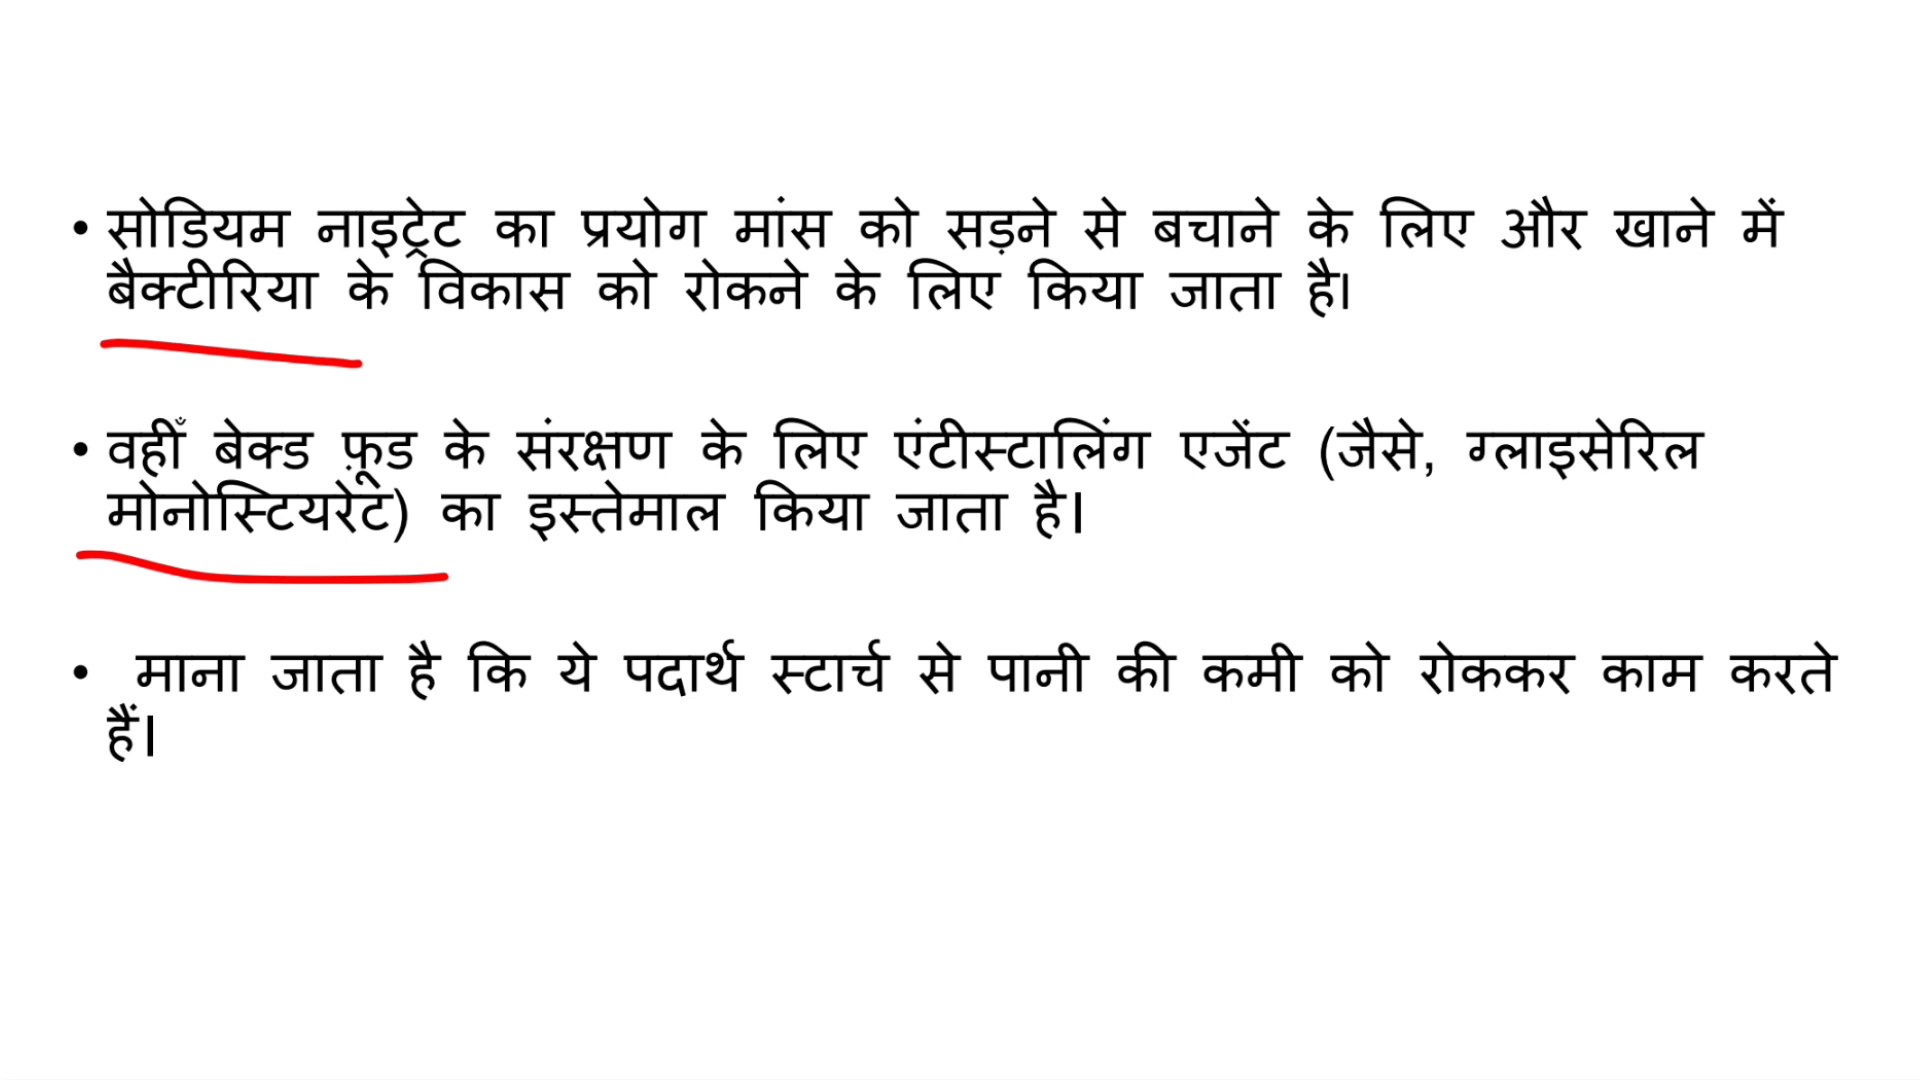 • सोडियम नाइट्रेट का प्रयोग मांस को सड़ने से बचाने के लिए और खाने में
बैक्टीरिया के विकास को रोकने के लिए किया जाता है।
• वहीँ बेक्ड फ़ूड के संरक्षण के लिए एंटीस्टालिंग एजेंट (जैसे, ग्लाइसेरिल
मोनोस्टियरेट) का इस्तेमाल किया जाता है।
• माना जाता है कि ये पदार्थ स्टार्च से पानी की कमी को रोककर काम करते
हैं।